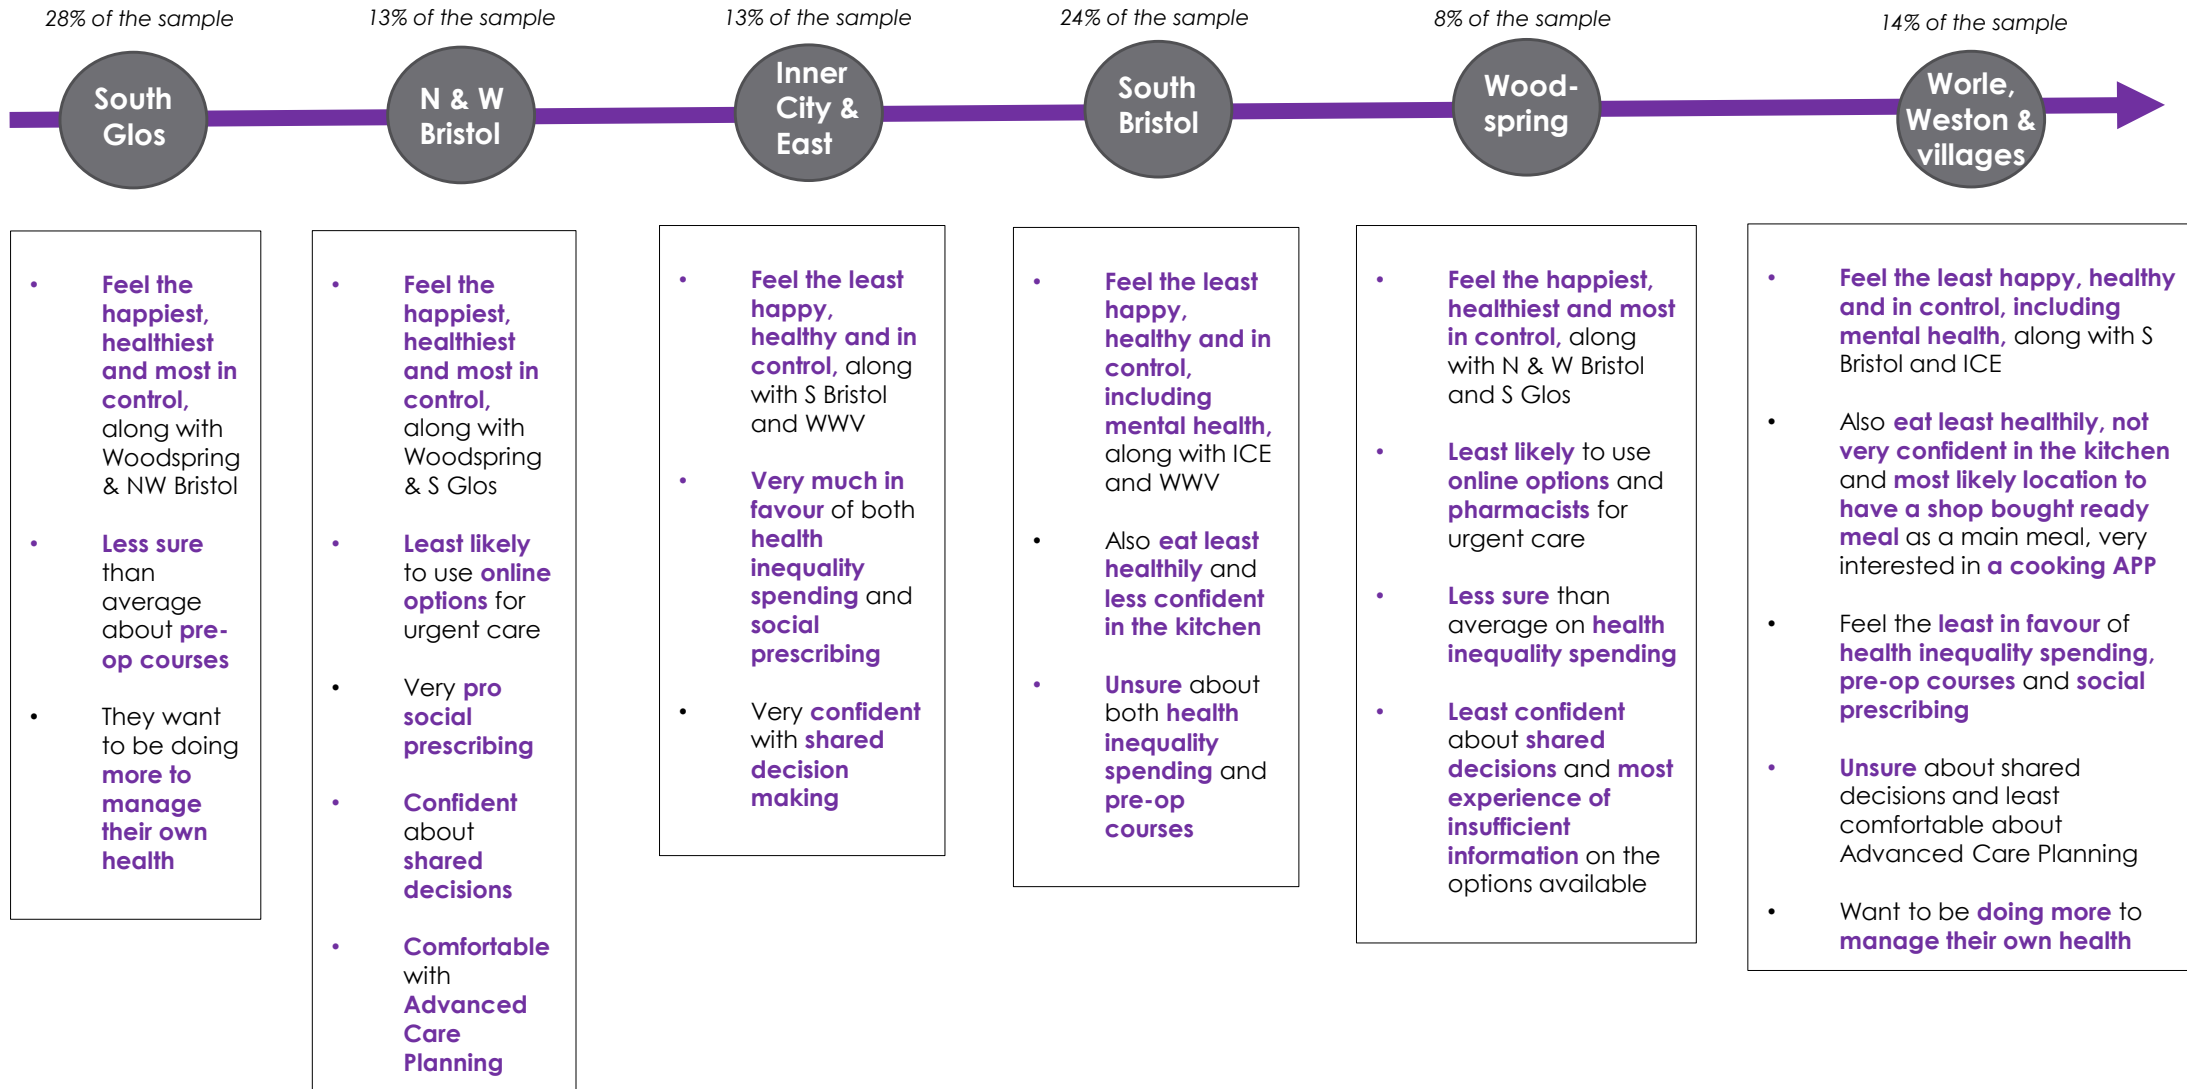 28% of the sample
13% of the sample
13% of the sample
24% of the sample
8% of the sample
14% of the sample
South
Glos
N & W
Bristol
Inner
City &
East
South
Bristol
Wood-
spring
Worle,
Weston &
villages
• Feel the
happiest,
healthiest
and most in
control,
along with
Woodspring
& NW Bristol
• Less sure
than
average
about pre-
op courses
• They want
to be doing
more to
manage
their own
health
• Feel the
happiest,
healthiest
and most in
control,
along with
Woodspring
& S Glos
• Least likely
to use online
options for
urgent care
• Very pro
social
prescribing
• Confident
about
shared
decisions
• Comfortable
with
Advanced
Care
Planning
• Feel the least
happy,
healthy and in
control, along
with S Bristol
and WWV
• Very much in
favour of both
health
inequality
spending and
social
prescribing
• Very confident
with shared
decision
making
• Feel the least
happy,
healthy and in
control,
including
mental health,
along with ICE
and WWV
• Also eat least
healthily and
less confident
in the kitchen
• Unsure about
both health
inequality
spending and
pre-op
courses
• Feel the happiest,
healthiest and most
in control, along
with N & W Bristol
and S Glos
• Least likely to use
online options and
pharmacists for
urgent care
• Less sure than
average on health
inequality spending
• Least confident
about shared
decisions and most
experience of
insufficient
information on the
options available
• Feel the least happy, healthy
and in control, including
mental health, along with S
Bristol and ICE
• Also eat least healthily, not
very confident in the kitchen
and most likely location to
have a shop bought ready
meal as a main meal, very
interested in a cooking APP
• Feel the least in favour of
health inequality spending,
pre-op courses and social
prescribing
• Unsure about shared
decisions and least
comfortable about
Advanced Care Planning
• Want to be doing more to
manage their own health